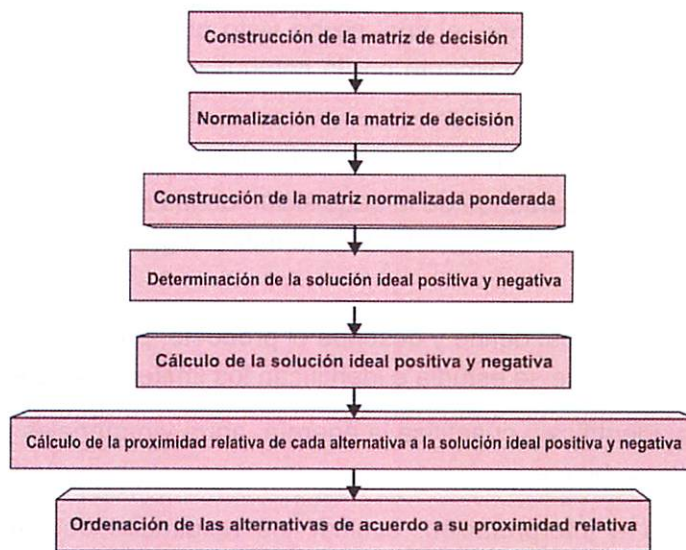 Construcción de la matriz de decisión
Normalización de la matriz de decisión
Construcción de la matriz normalizada ponderada
Determinación de la solución ideal positiva y negativa
Cálculo de la solución ideal positiva y negativa
Cálculo de la proximidad relativa de cada alternativa a la solución ideal positiva y negativa
Ordenación de las alternativas de acuerdo a su proximidad relativa